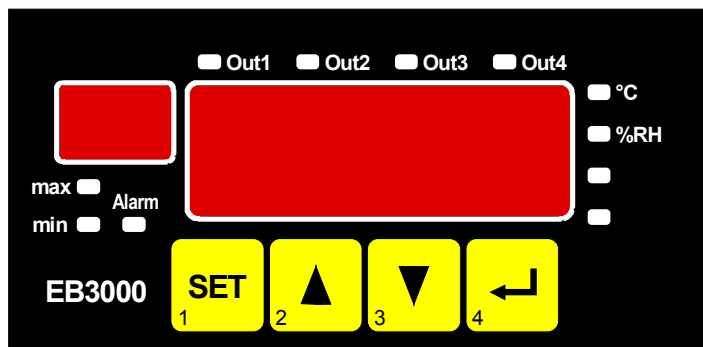 Out1 Out2 Out3 Out4
°C
%RH
max
Alarm
min
EB3000
SET
1 2 3 4